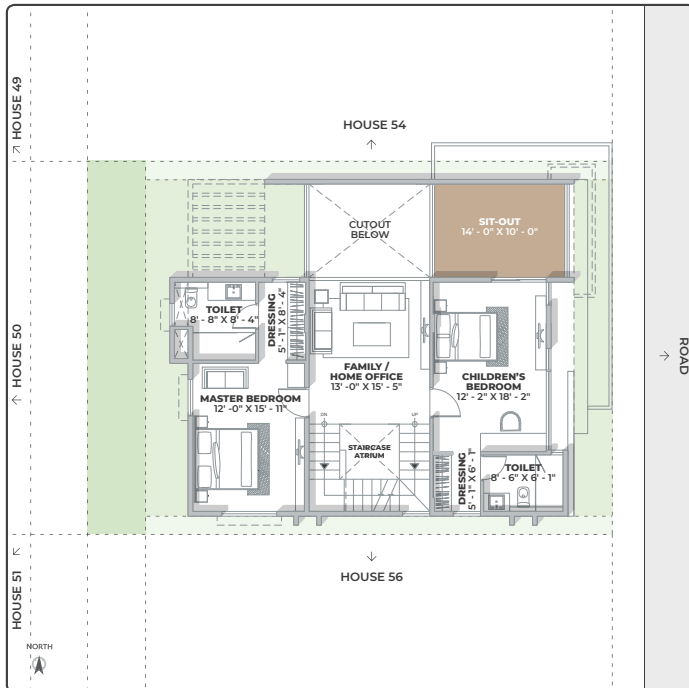 HOUSE 49
HOUSE 54
CUTOUT
BELOW
SIT-OUT
14' - 0" X 10' - 0"
TOILET
8' - 8" X 8' - 4"
DRESSING
5' - 1" X 8' - 4"
HOUSE 50
ROAD
FAMILY /
HOME OFFICE
13' -0" X 15' - 5"
CHILDREN'S
BEDROOM
12' - 2" X 18' - 2"
MASTER BEDROOM
12' -0" X 15' - 11"
DN
UP
STAIRCASE
ATRIUM
DRESSING
5' - 1" X 6' - 1"
TOILET
8' - 6" X 6' - 1"
HOUSE 51
HOUSE 56
NORTH